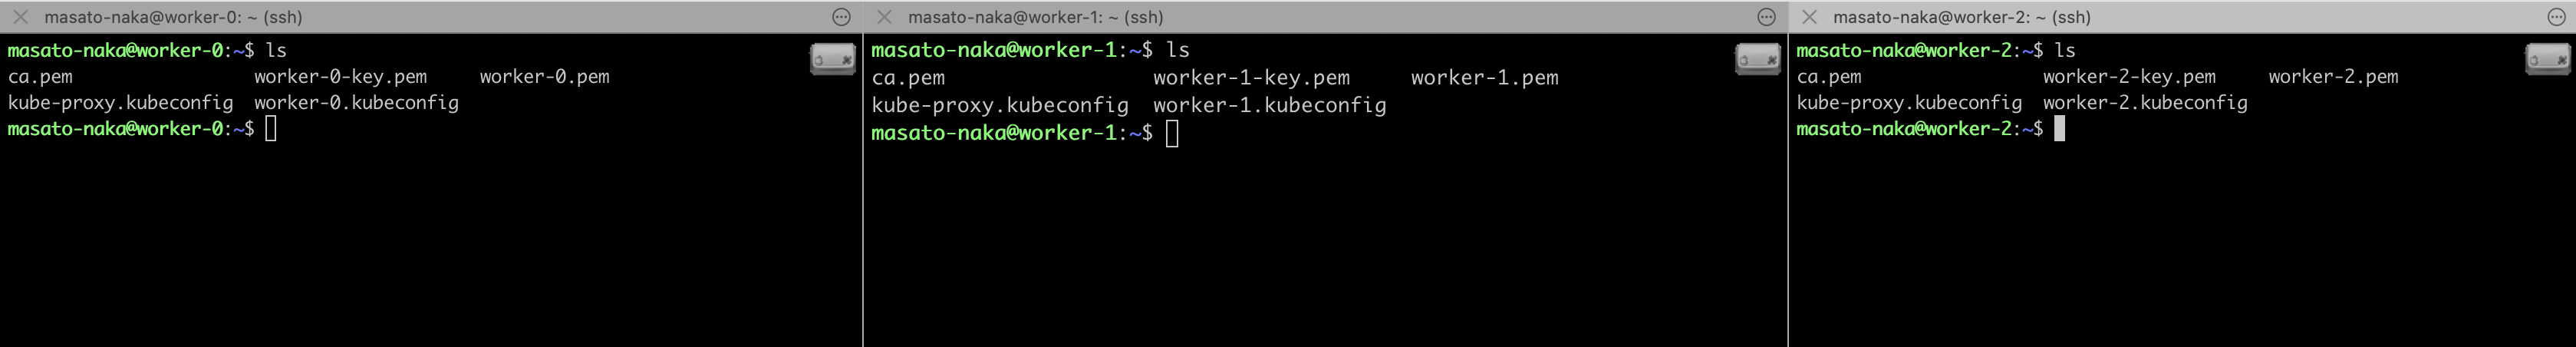 masato-naka@worker-0: ~ (ssh)
masato-naka@worker-0:~$ ls
ca.pem worker-0-key.pem worker-0.pem
kube-proxy.kubeconfig worker-0.kubeconfig
masato-naka@worker-0:~$
masato-naka@worker-1: ~ (ssh)
masato-naka@worker-1:~$ ls
ca.pem worker-1-key.pem worker-1.pem
kube-proxy.kubeconfig worker-1.kubeconfig
masato-naka@worker-1:~$
masato-naka@worker-2: ~ (ssh)
masato-naka@worker-2:~$ ls
ca.pem worker-2-key.pem worker-2.pem
kube-proxy.kubeconfig worker-2.kubeconfig
masato-naka@worker-2:~$